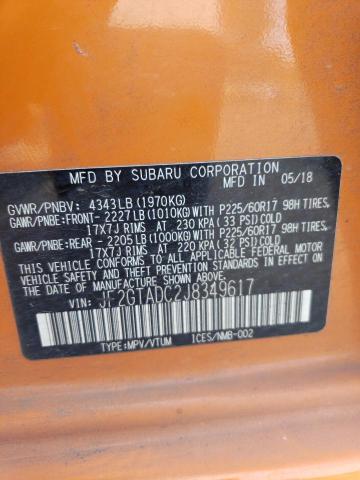 MFD BY SUBARU CORPORATION
MFD IN 05/18
GVWR/PNBV: 4343LB (1970KG)
GAWR/PNBE:-FRONT- 2227LB(1010KG)WITH P225/60R17 98H TIRES,
17X7J RIMS AT 230 KPA(33 PSI)COLD
GAWR/PNBE:-REAR - 2205LB(1000KG)WITH P225/60R17 98H TIRES,
17X7J RIMS AT 220 KPA(32 PSI)COLD
THIS VEHICLE CONFORMS TO ALL APPLICABLE FEDERAL MOTOR
VEHICLE SAFETY, BUMPER, AND THEFT PREVENTION STANDARDS
IN EFFECT ON THE DATE OF MANUFACTURE SHOWN ABOVE.
JF2GTADC2J8349617
TYPE:MPV/VTUM ICES/NMB-002